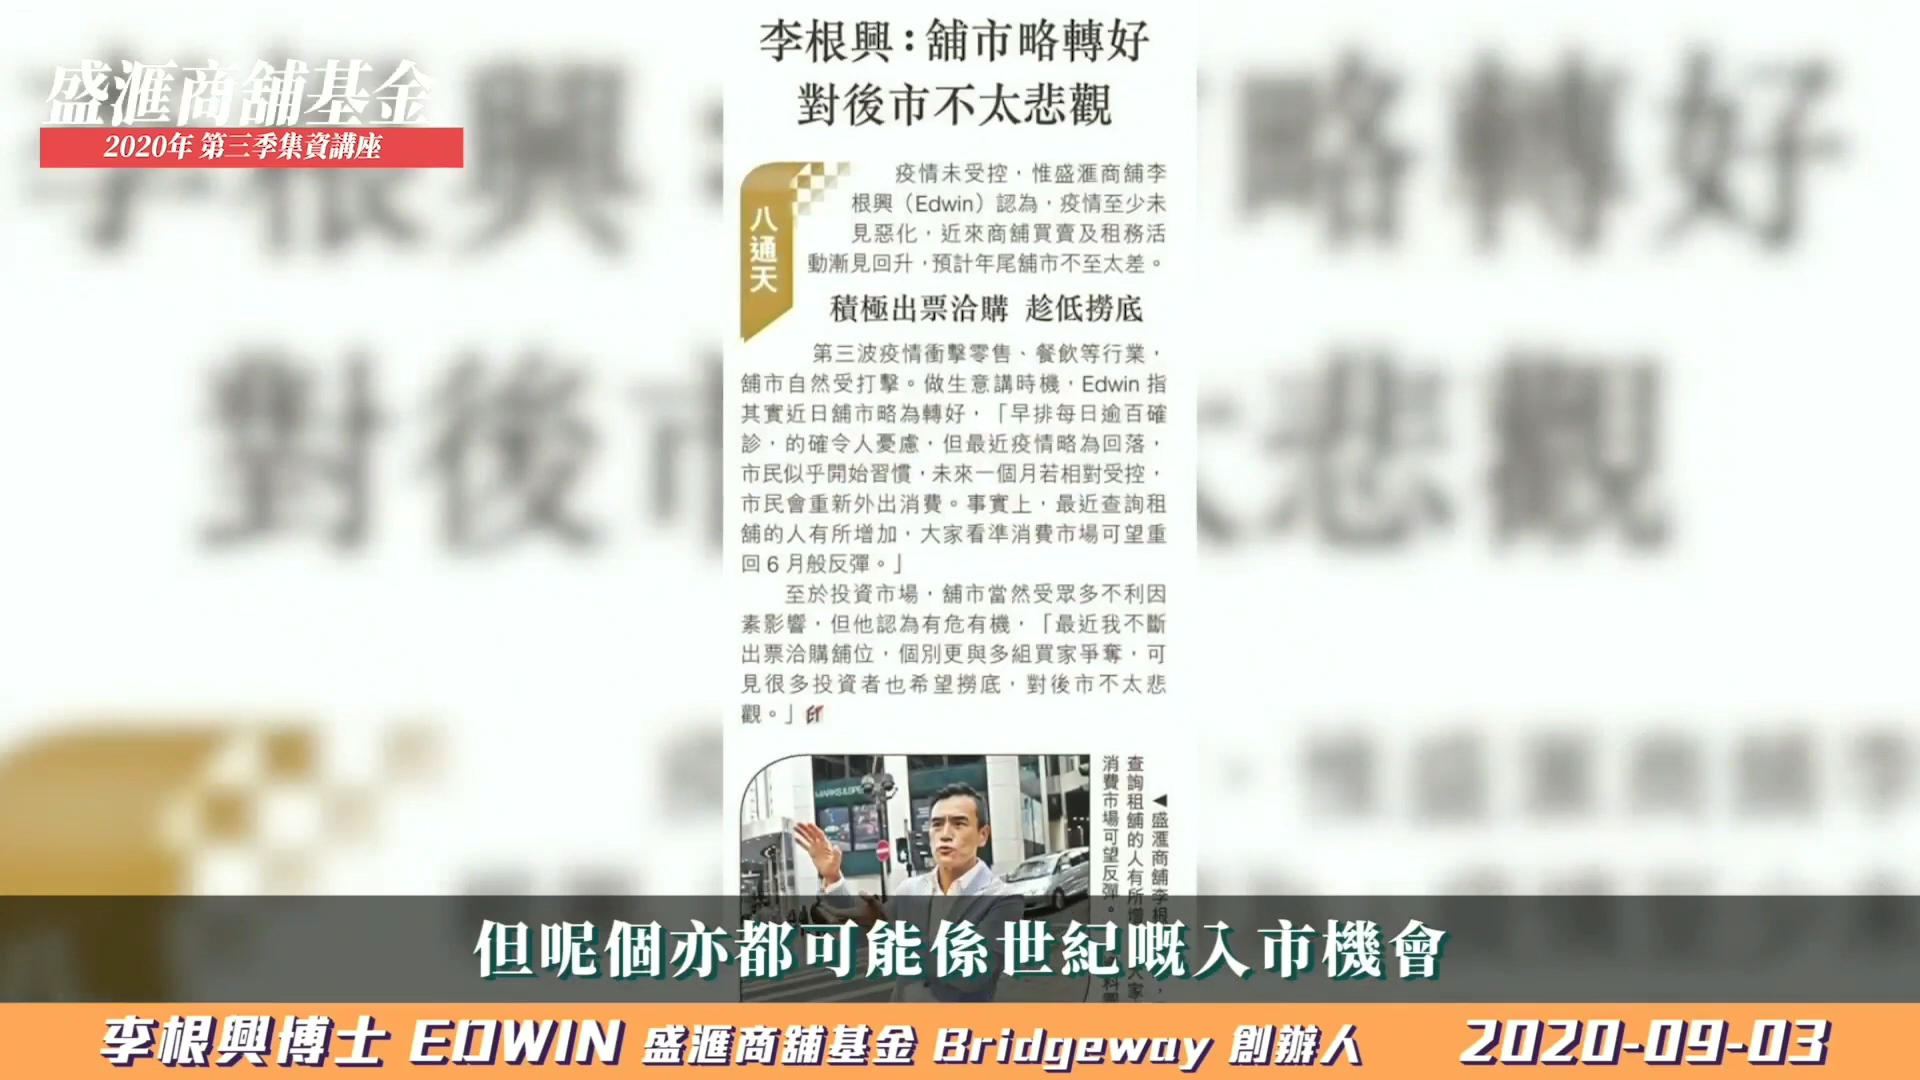 盛滙商舖基金
2020年 第三季集資講座
李根興：舖市略轉好
對後市不太悲觀
八通天
疫情未受控，惟盛滙商舖李
根興（Edwin）認為，疫情至少未
見惡化，近來商舖買賣及租務活
動漸見回升，預計年尾舖市不至太差。
積極出票洽購 趁低撈底
第三波疫情衝擊零售、餐飲等行業，
舖市自然受打擊。做生意講時機，Edwin 指
其實近日舖市略為轉好，「早排每日逾百確
診，的確令人憂慮，但最近疫情略為回落，
市民似乎開始習慣，未來一個月若相對受控，
市民會重新外出消費。事實上，最近查詢租
舖的人有所增加，大家看準消費市場可望重
回 6 月般反彈。」
至於投資市場，舖市當然受眾多不利因
素影響，但他認為有危有機，「最近我不斷
出票洽購舖位，個別更與多組買家爭奪，可
見很多投資者也希望撈底，對後市不太悲
觀。」ET
MARKS&SPE
◀盛滙商舖李根
查詢租舖的人有所增
大家
消費市場可望反彈。
但呢個亦都可能係世紀嘅入市機會
李根興博士 EDWIN 盛滙商舖基金 Bridgeway 創辦人
2020-09-03